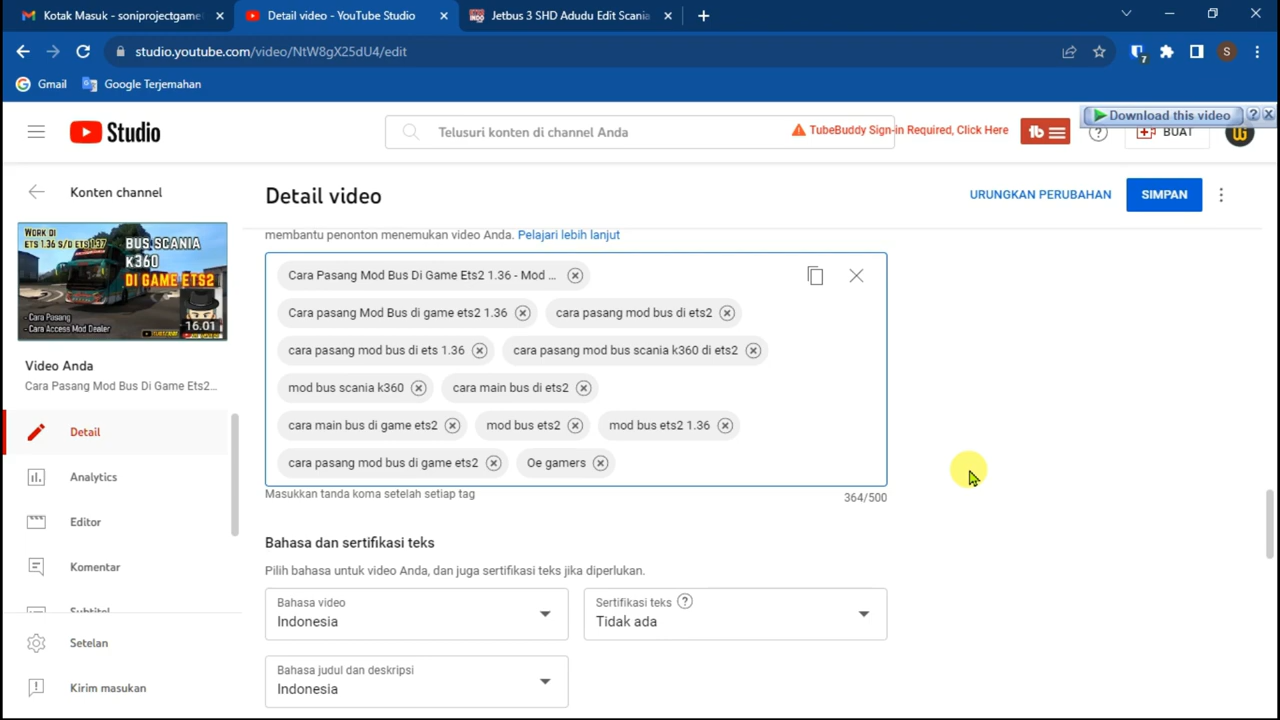 Kotak Masuk - soniprojectgame
Detail video - YouTube Studio
Jetbus 3 SHD Adudu Edit Scania
studio.youtube.com/video/NtW8gX25dU4/edit
7
S
Gmail
Google Terjemahan
Download this video
Studio
Telusuri konten di channel Anda
TubeBuddy Sign-in Required, Click Here
BUAT
Konten channel
Detail video
URUNGKAN PERUBAHAN
SIMPAN
WORK DI
ETS 1.36 S/D ETS 1.37
BUS SCANIA
K360
DI GAME ETS2
- Cara Pasang
- Cara Access Mod Dealer
16.01
membantu penonton menemukan video Anda. Pelajari lebih lanjut
Cara Pasang Mod Bus Di Game Ets2 1.36 - Mod ...
Cara pasang Mod Bus di game ets2 1.36
cara pasang mod bus di ets2
cara pasang mod bus di ets 1.36
cara pasang mod bus scania k360 di ets2
mod bus scania k360
cara main bus di ets2
cara main bus di game ets2
mod bus ets2
mod bus ets2 1.36
cara pasang mod bus di game ets2
Oe gamers
Masukkan tanda koma setelah setiap tag
364/500
Video Anda
Cara Pasang Mod Bus Di Game Ets2...
Detail
Analytics
Editor
Komentar
Subtitel
Setelan
Kirim masukan
Bahasa dan sertifikasi teks
Pilih bahasa untuk video Anda, dan juga sertifikasi teks jika diperlukan.
Bahasa video
Indonesia
Sertifikasi teks
Tidak ada
Bahasa judul dan deskripsi
Indonesia